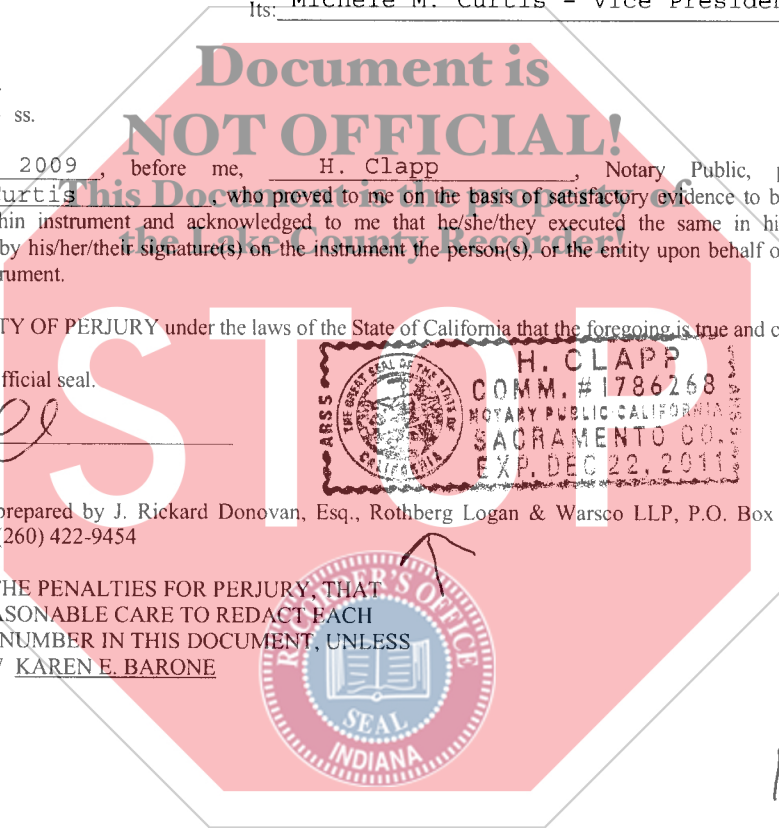 Its: Michele M. Curtis - Vice Presiden
Document is
NOT OFFICIAL!
This Document is the property of
the Lake County Recorder!
STOP
ss.
2009, before me, H. Clapp, Notary Public, p
urtis, who proved to me on the basis of satisfactory evidence to b
hin instrument and acknowledged to me that he/she/they executed the same in hi
by his/her/their signature(s) on the instrument the person(s), or the entity upon behalf o
rument.
TY OF PERJURY under the laws of the State of California that the foregoing is true and c
fficial seal.
ARSS
THE GREAT SEAL OF THE STATE OF
CALIFORNIA
H. CLAPP
COMM. #1786268
NOTARY PUBLIC·CALIFORNIA
SACRAMENTO CO.
EXP. DEC 22, 2011
prepared by J. Rickard Donovan, Esq., Rothberg Logan & Warsco LLP, P.O. Box
(260) 422-9454
THE PENALTIES FOR PERJURY, THAT
ASONABLE CARE TO REDACT EACH
NUMBER IN THIS DOCUMENT, UNLESS
KAREN E. BARONE
RECORDER'S OFFICE
SEAL
INDIANA